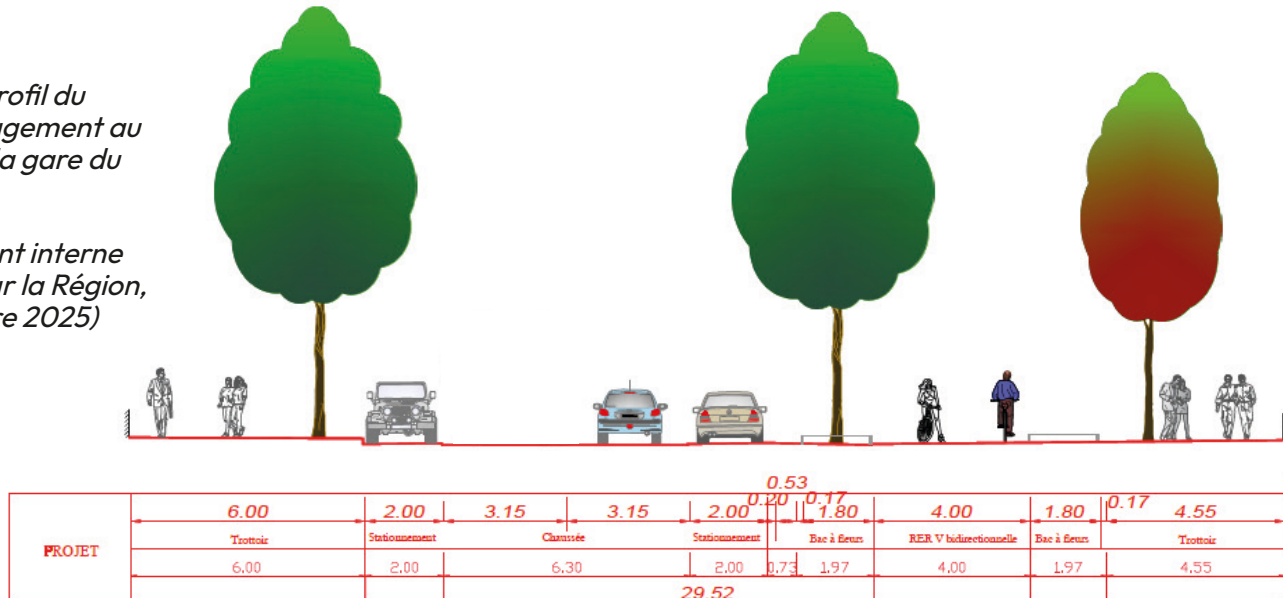 rofil du
agement au
la gare du
nt interne
ur la Région,
re 2025)
0.53
0.20 0.17
6.00 2.00 3.15 3.15 2.00 1.80 4.00 1.80 0.17 4.55
PROJET
Trottoir Stationnement Chaussée Stationnement Bac à fleurs RER V bidirectionnelle Bac à fleurs Trottoir
6.00 2.00 6.30 2.00 0.73 1.97 4.00 1.97 4.55
29.52